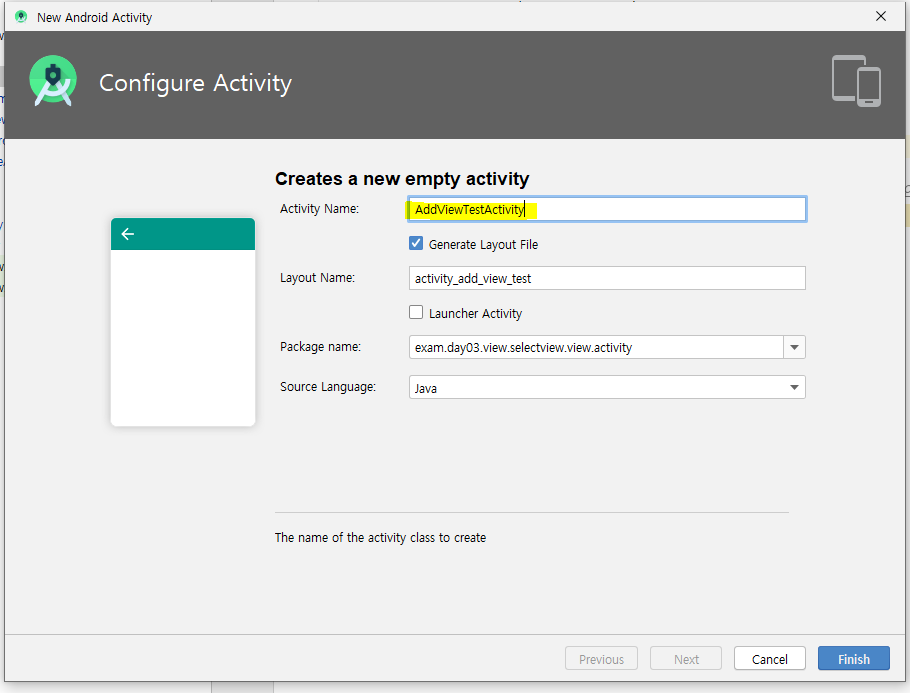 New Android Activity
Configure Activity
Creates a new empty activity
Activity Name:
AddViewTestActivity
Generate Layout File
Layout Name:
activity_add_view_test
Launcher Activity
Package name:
exam.day03.view.selectview.view.activity
Source Language:
Java
The name of the activity class to create
Previous
Next
Cancel
Finish